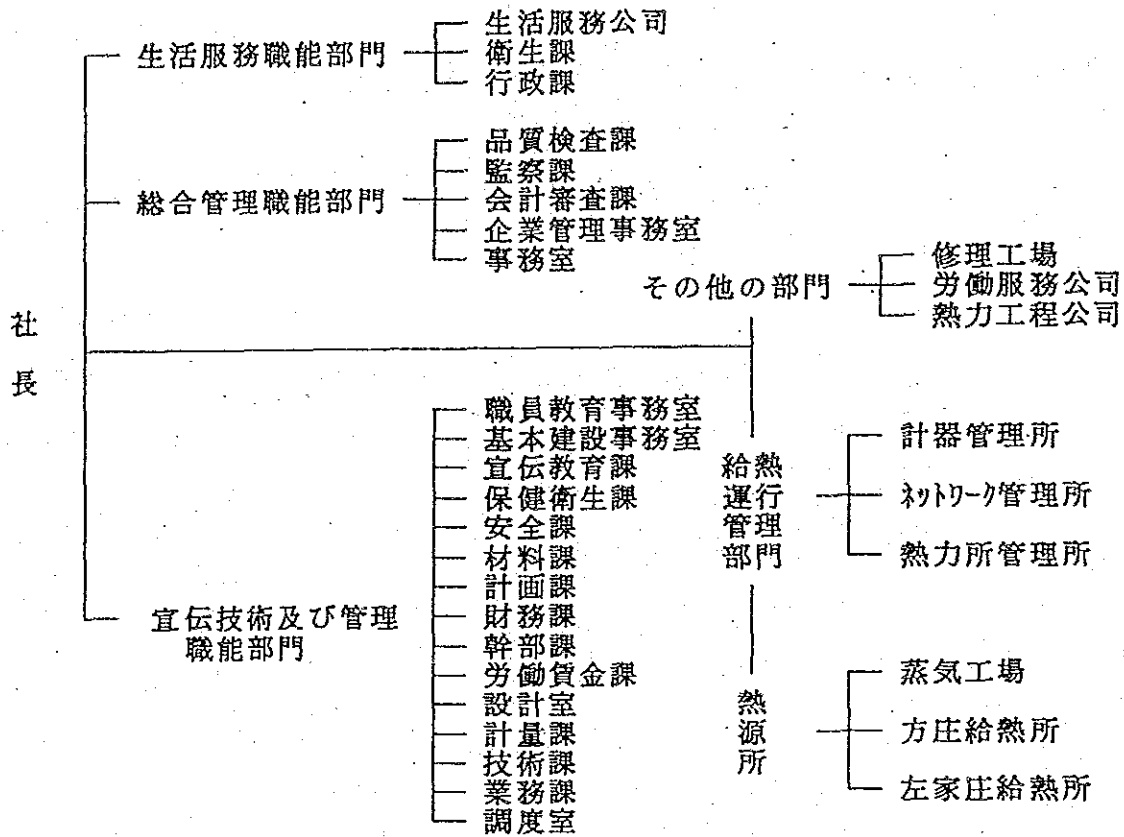 社長
生活服務職能部門
生活服務公司
衛生課
行政課
総合管理職能部門
品質検査課
監察課
会計審査課
企業管理事務室
事務室
その他の部門
修理工場
労働服務公司
熱力工程公司
給熱運行管理部門
計器管理所
ネットワーク管理所
熱力所管理所
熱源所
蒸気工場
方庄給熱所
左家庄給熱所
宣伝技術及び管理
職能部門
職員教育事務室
基本建設事務室
宣伝教育課
保健衛生課
安全課
材料課
計画課
財務課
幹部課
労働賃金課
設計室
計量課
技術課
業務課
調度室